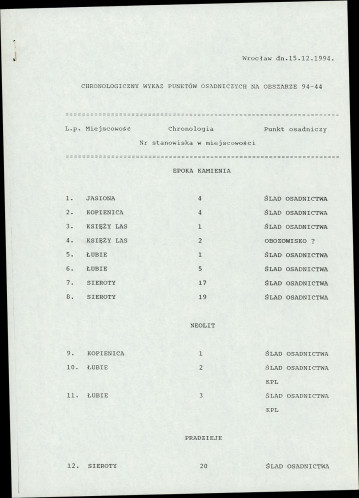 Wrocław dn.15.12.1994.
CHRONOLOGICZNY WYKAZ PUNKTÓW OSADNICZYCH NA OBSZARZE 94-44
L.p. Miejscowość Chronologia Punkt osadniczy
Nr stanowiska w miejscowości
EPOKA KAMIENIA
1. JASIONA 4 ŚLAD OSADNICTWA
2. KOPIENICA 4 ŚLAD OSADNICTWA
3. KSIĘŻY LAS 1 ŚLAD OSADNICTWA
4. KSIĘŻY LAS 2 OBOZOWISKO ?
5. ŁUBIE 1 ŚLAD OSADNICTWA
6. ŁUBIE 5 ŚLAD OSADNICTWA
7. SIEROTY 17 ŚLAD OSADNICTWA
8. SIEROTY 19 ŚLAD OSADNICTWA
NEOLIT
9. KOPIENICA 1 ŚLAD OSADNICTWA
10. ŁUBIE 2 ŚLAD OSADNICTWA
KPL
11. ŁUBIE 3 ŚLAD OSADNICTWA
KPL
PRADZIEJE
12. SIEROTY 20 ŚLAD OSADNICTWA